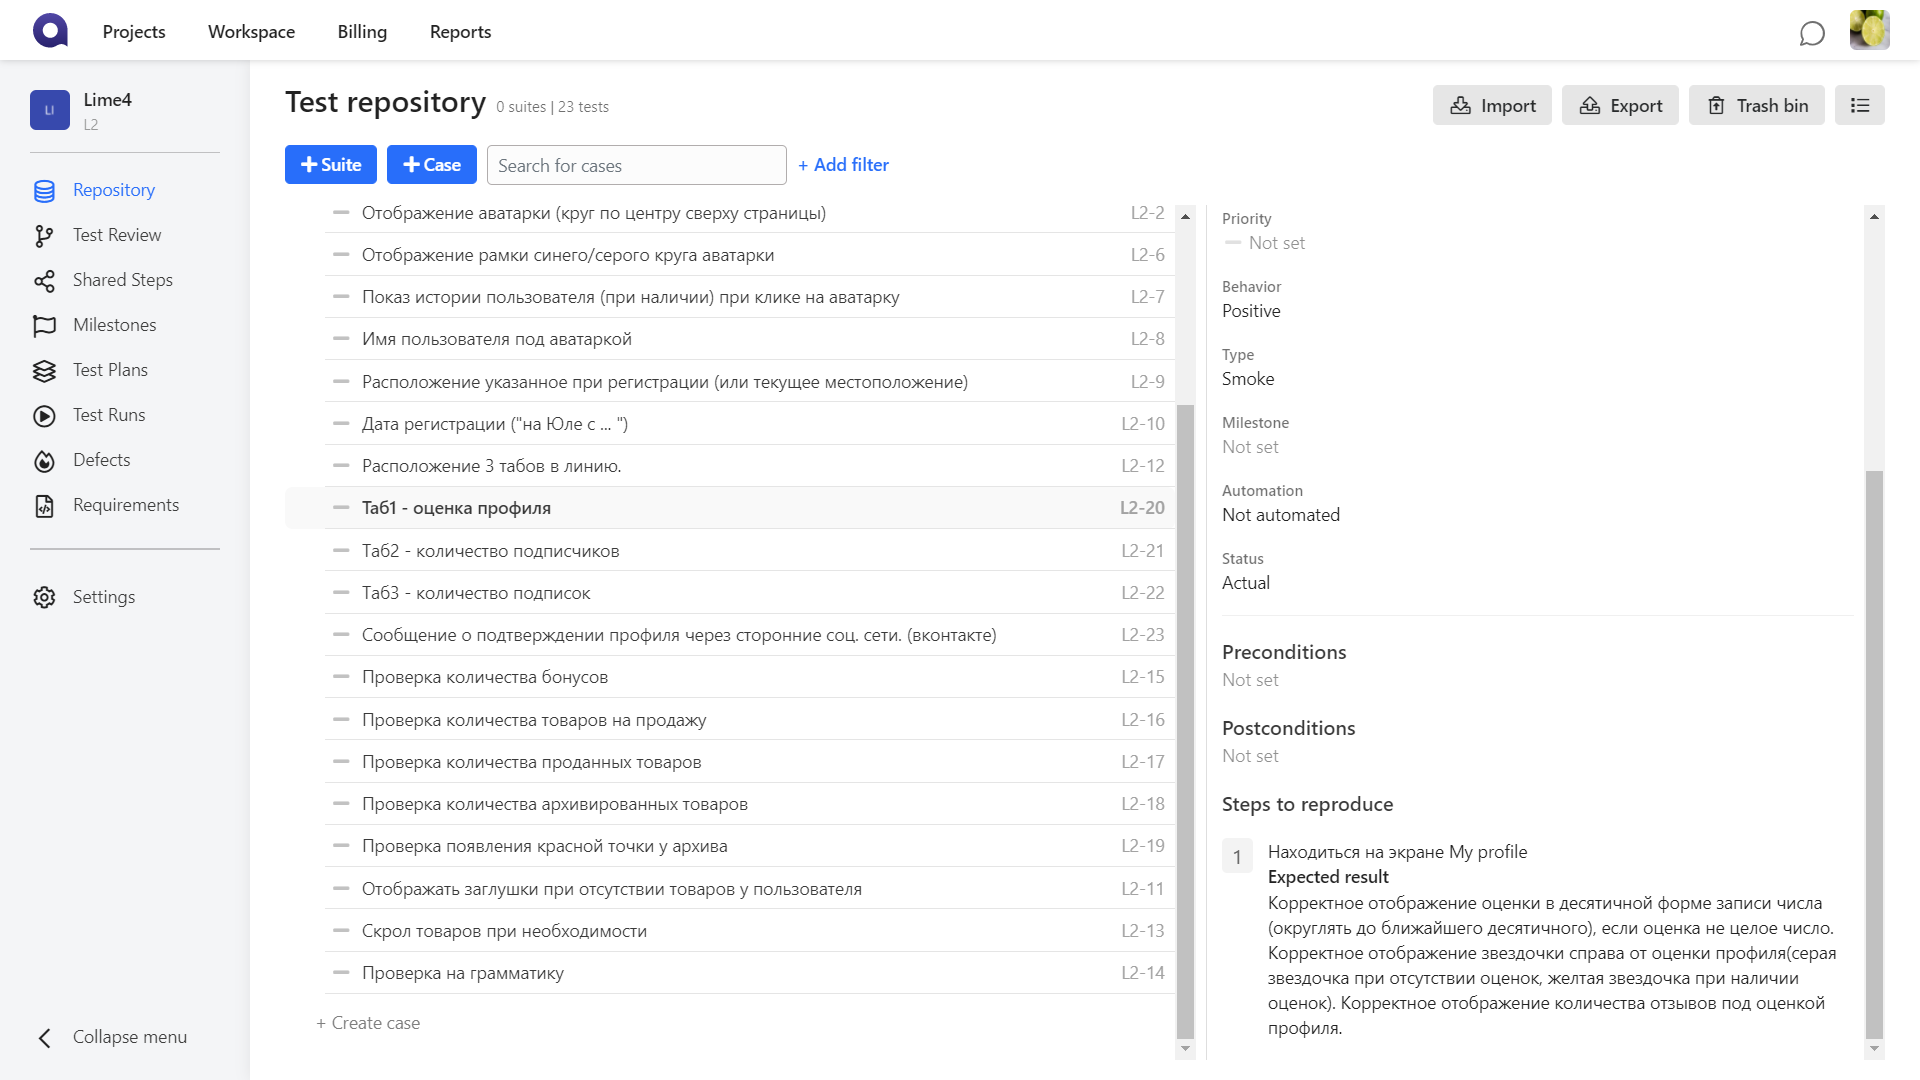 Projects
Workspace
Billing
Reports
LI
Lime4
L2
Repository
Test Review
Shared Steps
Milestones
Test Plans
Test Runs
Defects
Requirements
Settings
Collapse menu
Test repository 0 suites | 23 tests
Import
Export
Trash bin
+ Suite
+ Case
Search for cases
+ Add filter
Отображение аватарки (круг по центру сверху страницы) L2-2
Отображение рамки синего/серого круга аватарки L2-6
Показ истории пользователя (при наличии) при клике на аватарку L2-7
Имя пользователя под аватаркой L2-8
Расположение указанное при регистрации (или текущее местоположение) L2-9
Дата регистрации ("на Юле с ... ") L2-10
Расположение 3 табов в линию. L2-12
Таб1 - оценка профиля L2-20
Таб2 - количество подписчиков L2-21
Таб3 - количество подписок L2-22
Сообщение о подтверждении профиля через сторонние соц. сети. (вконтакте) L2-23
Проверка количества бонусов L2-15
Проверка количества товаров на продажу L2-16
Проверка количества проданных товаров L2-17
Проверка количества архивированных товаров L2-18
Проверка появления красной точки у архива L2-19
Отображать заглушки при отсутствии товаров у пользователя L2-11
Скрол товаров при необходимости L2-13
Проверка на грамматику L2-14
+ Create case
Priority
Not set
Behavior
Positive
Type
Smoke
Milestone
Not set
Automation
Not automated
Status
Actual
Preconditions
Not set
Postconditions
Not set
Steps to reproduce
1
Находиться на экране My profile
Expected result
Корректное отображение оценки в десятичной форме записи числа
(округлять до ближайшего десятичного), если оценка не целое число.
Корректное отображение звездочки справа от оценки профиля(серая
звездочка при отсутствии оценок, желтая звездочка при наличии
оценок). Корректное отображение количества отзывов под оценкой
профиля.